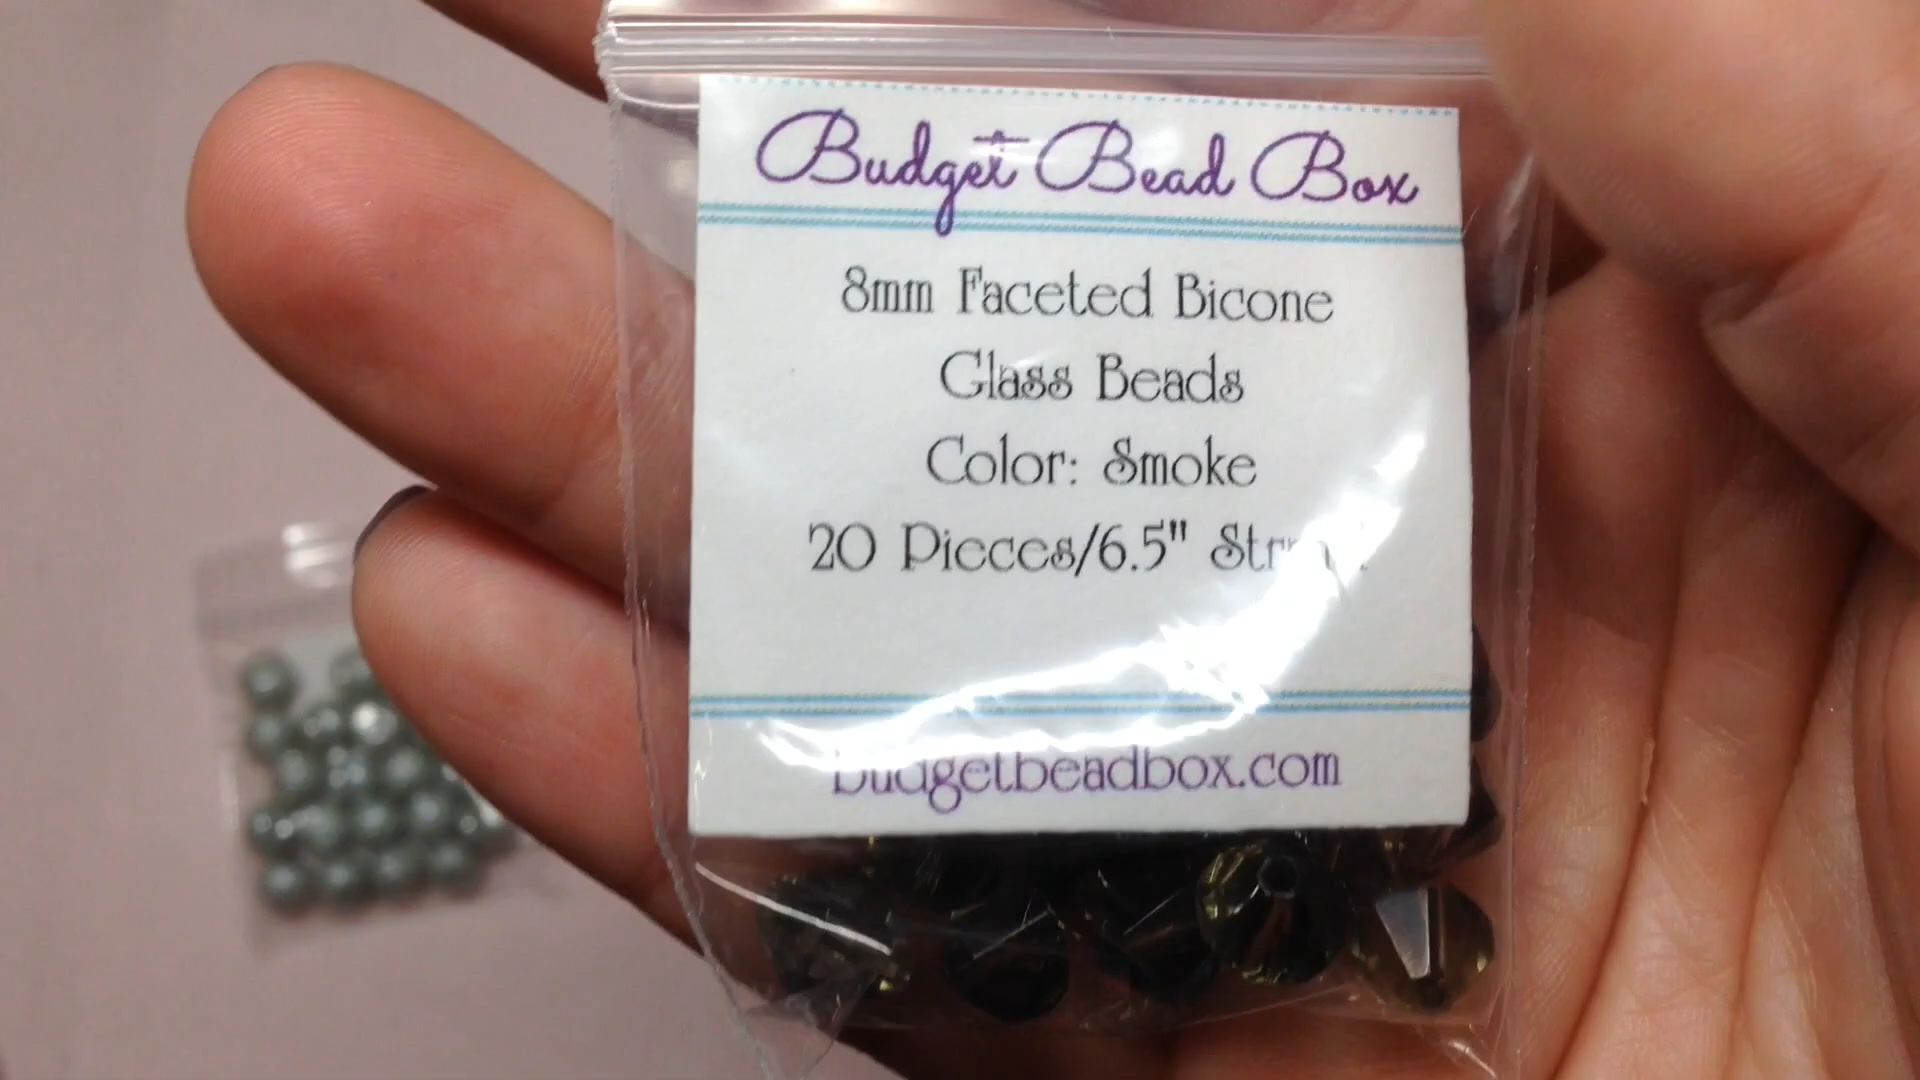 Budget Bead Box
8mm Faceted Bicone
Glass Beads
Color: Smoke
20 Pieces/6.5"
budgetbeadbox.com